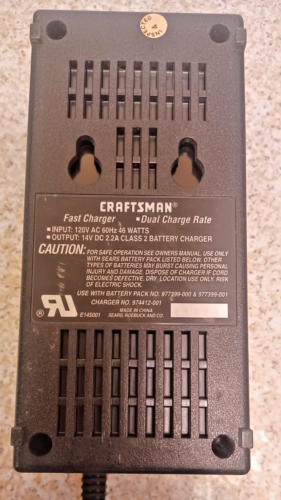 INSPECTED
A
CRAFTSMAN®
Fast Charger ▪ Dual Charge Rate
▪ INPUT: 120V AC 60Hz 46 WATTS
▪ OUTPUT: 14V DC 2.2A CLASS 2 BATTERY CHARGER
CAUTION: FOR SAFE OPERATION SEE OWNERS MANUAL. USE ONLY
WITH SEARS BATTERY PACK LISTED BELOW. OTHER
TYPES OF BATTERIES MAY BURST CAUSING PERSONAL
INJURY AND DAMAGE. DISPOSE OF CHARGER IF CORD
BECOMES DEFECTIVE. DRY LOCATION USE ONLY. RISK
OF ELECTRIC SHOCK.
USE WITH BATTERY PACK NO. 977399-000 & 977399-001
CHARGER NO. 974412-001
MADE IN CHINA
SEARS, ROEBUCK AND CO.
RU®
E145001